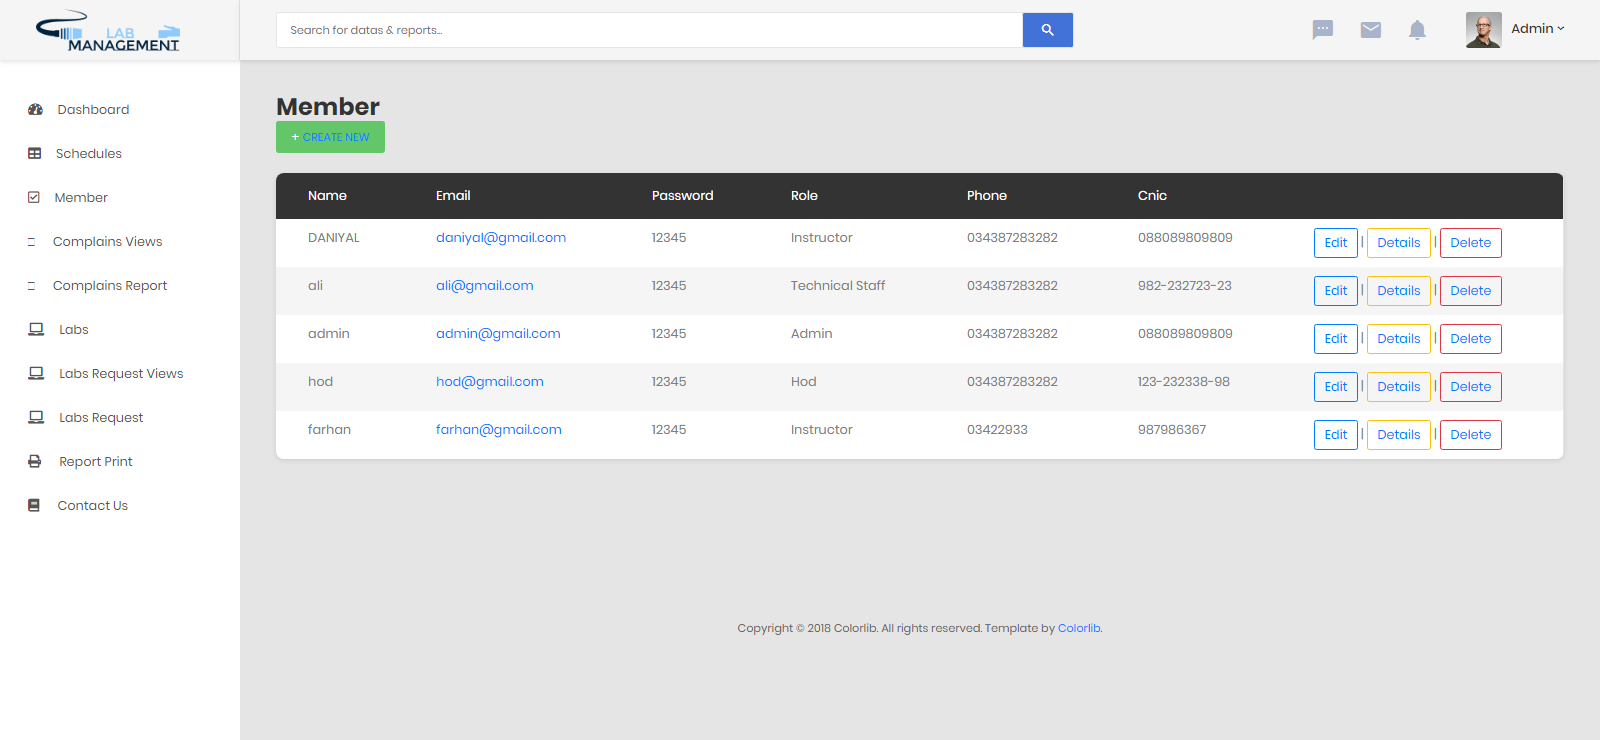 LAB
MANAGEMENT
Search for datas & reports...
Admin
Dashboard
Schedules
Member
Complains Views
Complains Report
Labs
Labs Request Views
Labs Request
Report Print
Contact Us
Member
+ CREATE NEW
Name Email Password Role Phone Cnic
DANIYAL daniyal@gmail.com 12345 Instructor 034387283282 088089809809 Edit | Details | Delete
ali ali@gmail.com 12345 Technical Staff 034387283282 982-232723-23 Edit | Details | Delete
admin admin@gmail.com 12345 Admin 034387283282 088089809809 Edit | Details | Delete
hod hod@gmail.com 12345 Hod 034387283282 123-232338-98 Edit | Details | Delete
farhan farhan@gmail.com 12345 Instructor 03422933 987986367 Edit | Details | Delete
Copyright © 2018 Colorlib. All rights reserved. Template by Colorlib.